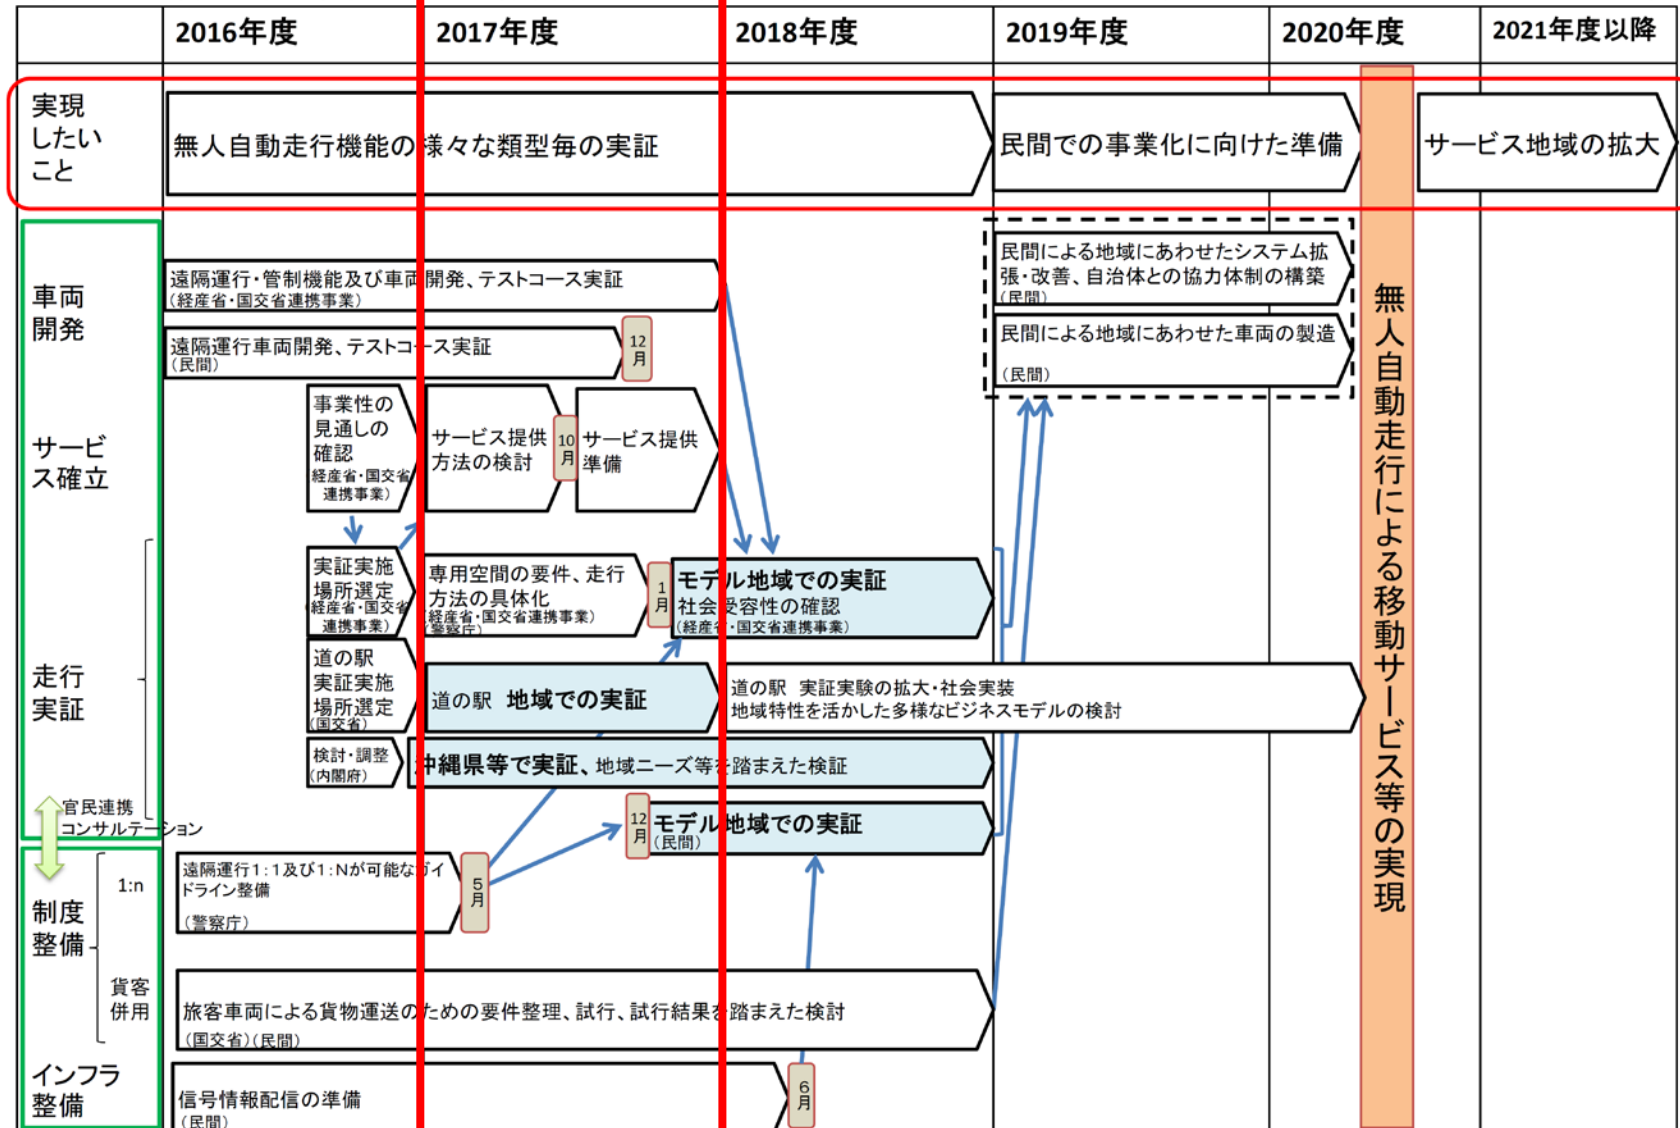 2016年度
2017年度
2018年度
2019年度
2020年度
2021年度以降
実現
したい
こと
無人自動走行機能の様々な類型毎の実証
民間での事業化に向けた準備
サービス地域の拡大
車両
開発
遠隔運行・管制機能及び車両開発、テストコース実証
(経産省・国交省連携事業)
遠隔運行車両開発、テストコース実証
(民間)
12
月
民間による地域にあわせたシステム拡
張・改善、自治体との協力体制の構築
(民間)
民間による地域にあわせた車両の製造
(民間)
サービ
ス確立
事業性の
見通しの
確認
経産省・国交省
連携事業)
サービス提供
方法の検討
10
月
サービス提供
準備
走行
実証
実証実施
場所選定
(経産省・国交省
連携事業)
専用空間の要件、走行
方法の具体化
(経産省・国交省連携事業)
(警察庁)
1
月
モデル地域での実証
社会受容性の確認
(経産省・国交省連携事業)
道の駅
実証実施
場所選定
(国交省)
道の駅 地域での実証
道の駅 実証実験の拡大・社会実装
地域特性を活かした多様なビジネスモデルの検討
検討・調整
(内閣府)
沖縄県等で実証、地域ニーズ等を踏まえた検証
12
月
モデル地域での実証
(民間)
官民連携
コンサルテーション
制度
整備
1:n
遠隔運行1:1及び1:Nが可能なガイ
ドライン整備
(警察庁)
5
月
貨客
併用
旅客車両による貨物運送のための要件整理、試行、試行結果を踏まえた検討
(国交省)(民間)
インフラ
整備
信号情報配信の準備
(民間)
6
月
無人自動走行による移動サービス等の実現